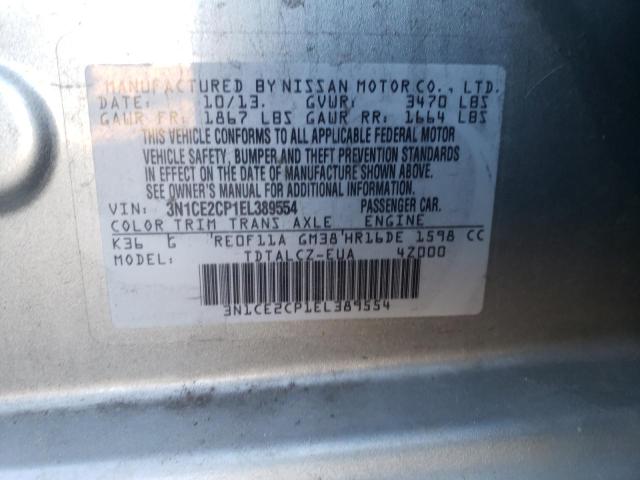 MANUFACTURED BY NISSAN MOTOR CO., LTD.
DATE: 10/13. GVWR: 3470 LBS
GAWR FR: 1867 LBS GAWR RR: 1664 LBS
THIS VEHICLE CONFORMS TO ALL APPLICABLE FEDERAL MOTOR
VEHICLE SAFETY, BUMPER AND THEFT PREVENTION STANDARDS
IN EFFECT ON THE DATE OF MANUFACTURE SHOWN ABOVE.
SEE OWNER'S MANUAL FOR ADDITIONAL INFORMATION.
VIN: 3N1CE2CP1EL389554 PASSENGER CAR.
COLOR TRIM TRANS AXLE ENGINE
K36 G RE0F11A GM38 HR16DE 1598 CC
MODEL: TDTALCZ-EUA 4Z000
3N1CE2CP1EL389554